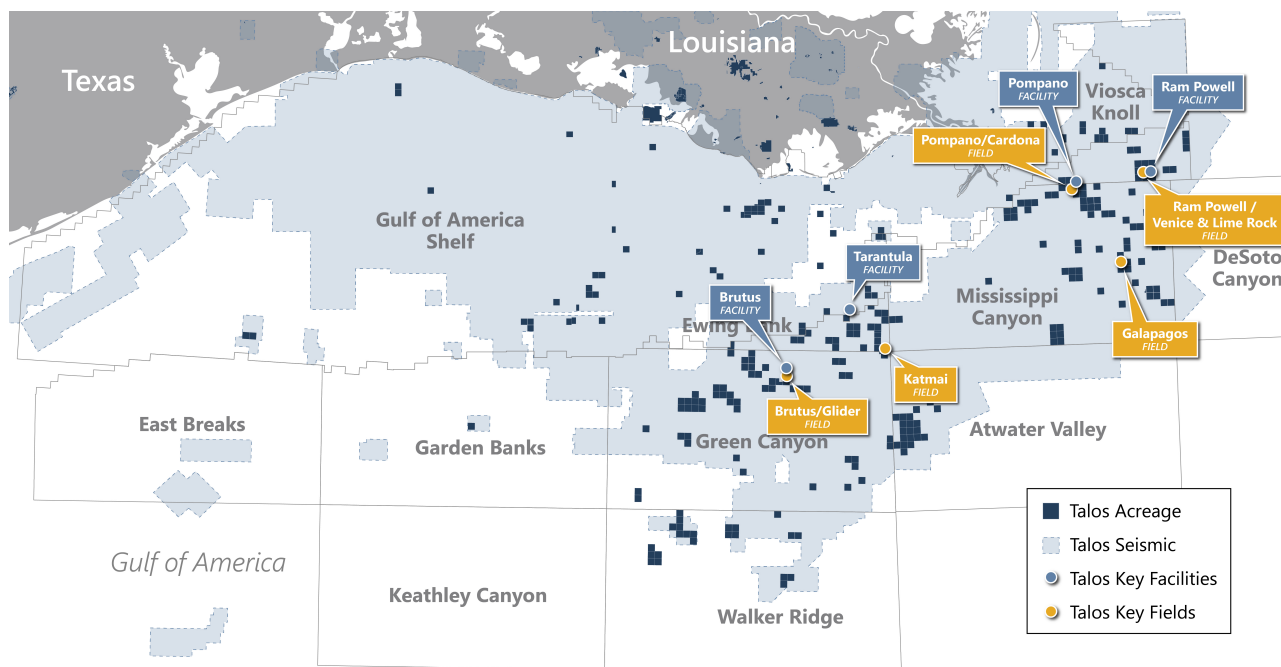 Texas
Louisiana
Pompano
FACILITY
Viosca
Knoll
Ram Powell
FACILITY
Pompano/Cardona
FIELD
Gulf of America
Shelf
Ram Powell /
Venice & Lime Rock
FIELD
DeSoto
Canyon
Tarantula
FACILITY
Brutus
FACILITY
Ewing Bank
Mississippi
Canyon
Galapagos
FIELD
Katmai
FIELD
Brutus/Glider
FIELD
East Breaks
Garden Banks
Green Canyon
Atwater Valley
Gulf of America
Keathley Canyon
Walker Ridge
Talos Acreage
Talos Seismic
Talos Key Facilities
Talos Key Fields